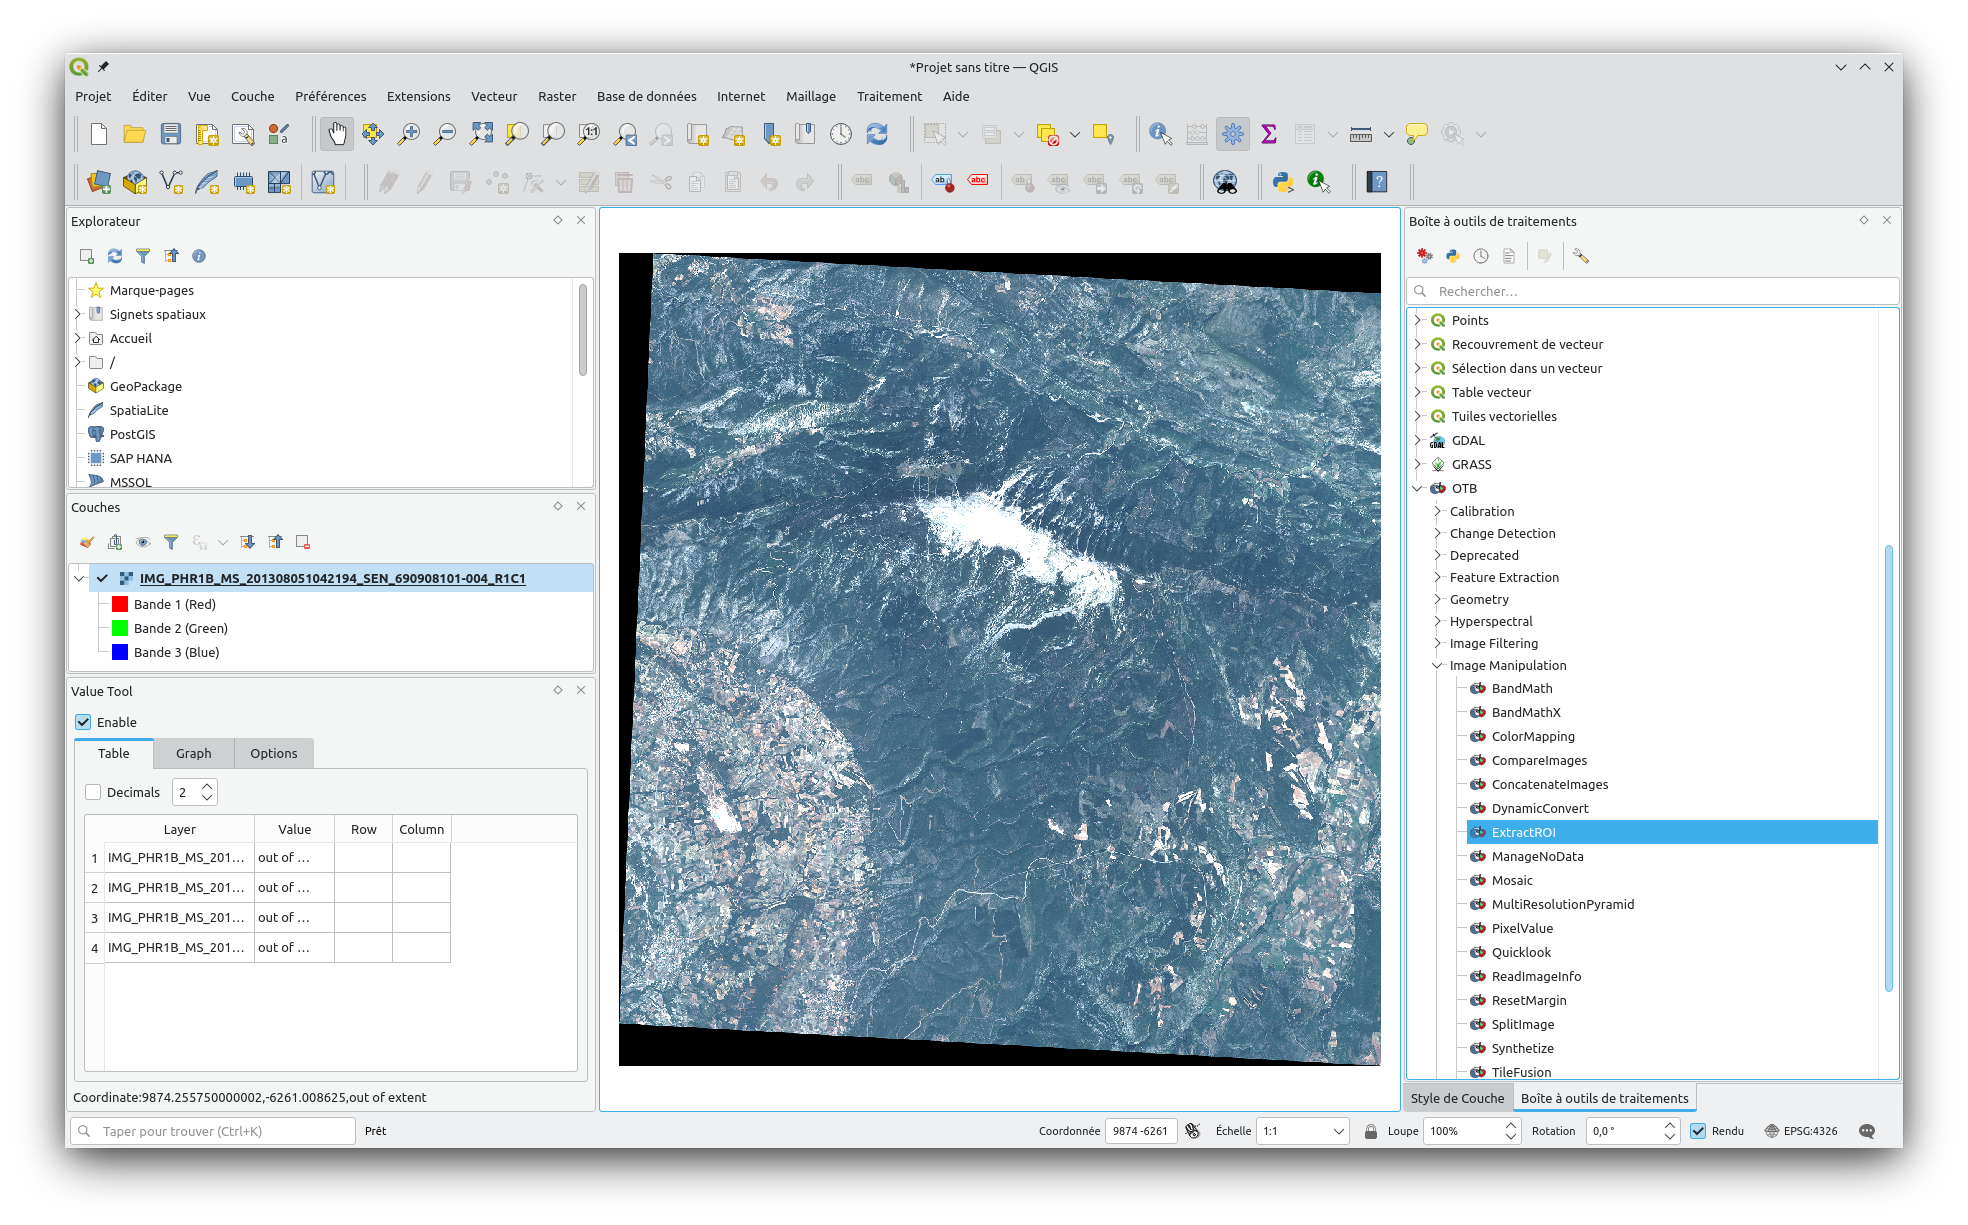 *Projet sans titre — QGIS
Projet Éditer Vue Couche Préférences Extensions Vecteur Raster Base de données Internet Maillage Traitement Aide
Explorateur
Marque-pages
Signets spatiaux
Accueil
/
GeoPackage
SpatiaLite
PostGIS
SAP HANA
MSSQL
Couches
IMG_PHR1B_MS_201308051042194_SEN_690908101-004_R1C1
Bande 1 (Red)
Bande 2 (Green)
Bande 3 (Blue)
Value Tool
Enable
Table Graph Options
Decimals 2
Layer Value Row Column
1 IMG_PHR1B_MS_201... out of ...
2 IMG_PHR1B_MS_201... out of ...
3 IMG_PHR1B_MS_201... out of ...
4 IMG_PHR1B_MS_201... out of ...
Coordinate:9874.255750000002,-6261.008625,out of extent
Boîte à outils de traitements
Rechercher...
Points
Recouvrement de vecteur
Sélection dans un vecteur
Table vecteur
Tuiles vectorielles
GDAL
GRASS
OTB
Calibration
Change Detection
Deprecated
Feature Extraction
Geometry
Hyperspectral
Image Filtering
Image Manipulation
BandMath
BandMathX
ColorMapping
CompareImages
ConcatenateImages
DynamicConvert
ExtractROI
ManageNoData
Mosaic
MultiResolutionPyramid
PixelValue
Quicklook
ReadImageInfo
ResetMargin
SplitImage
Synthetize
TileFusion
Style de Couche Boîte à outils de traitements
Taper pour trouver (Ctrl+K) Prêt Coordonnée 9874 -6261 Échelle 1:1 Loupe 100% Rotation 0,0 ° Rendu EPSG:4326